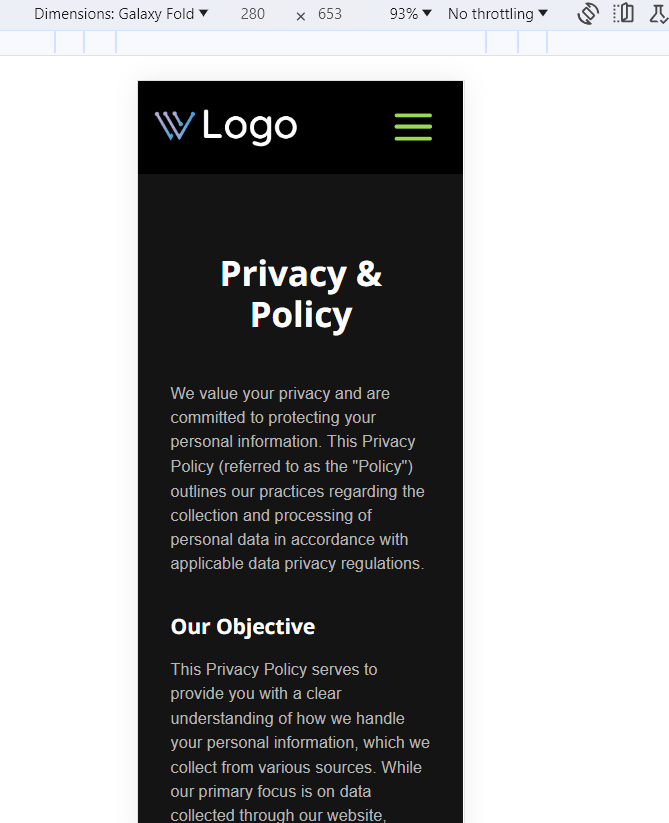 Dimensions: Galaxy Fold ▼ 280 × 653 93% ▼ No throttling ▼
Logo
Privacy &
Policy
We value your privacy and are
committed to protecting your
personal information. This Privacy
Policy (referred to as the "Policy")
outlines our practices regarding the
collection and processing of
personal data in accordance with
applicable data privacy regulations.
Our Objective
This Privacy Policy serves to
provide you with a clear
understanding of how we handle
your personal information, which we
collect from various sources. While
our primary focus is on data
collected through our website,